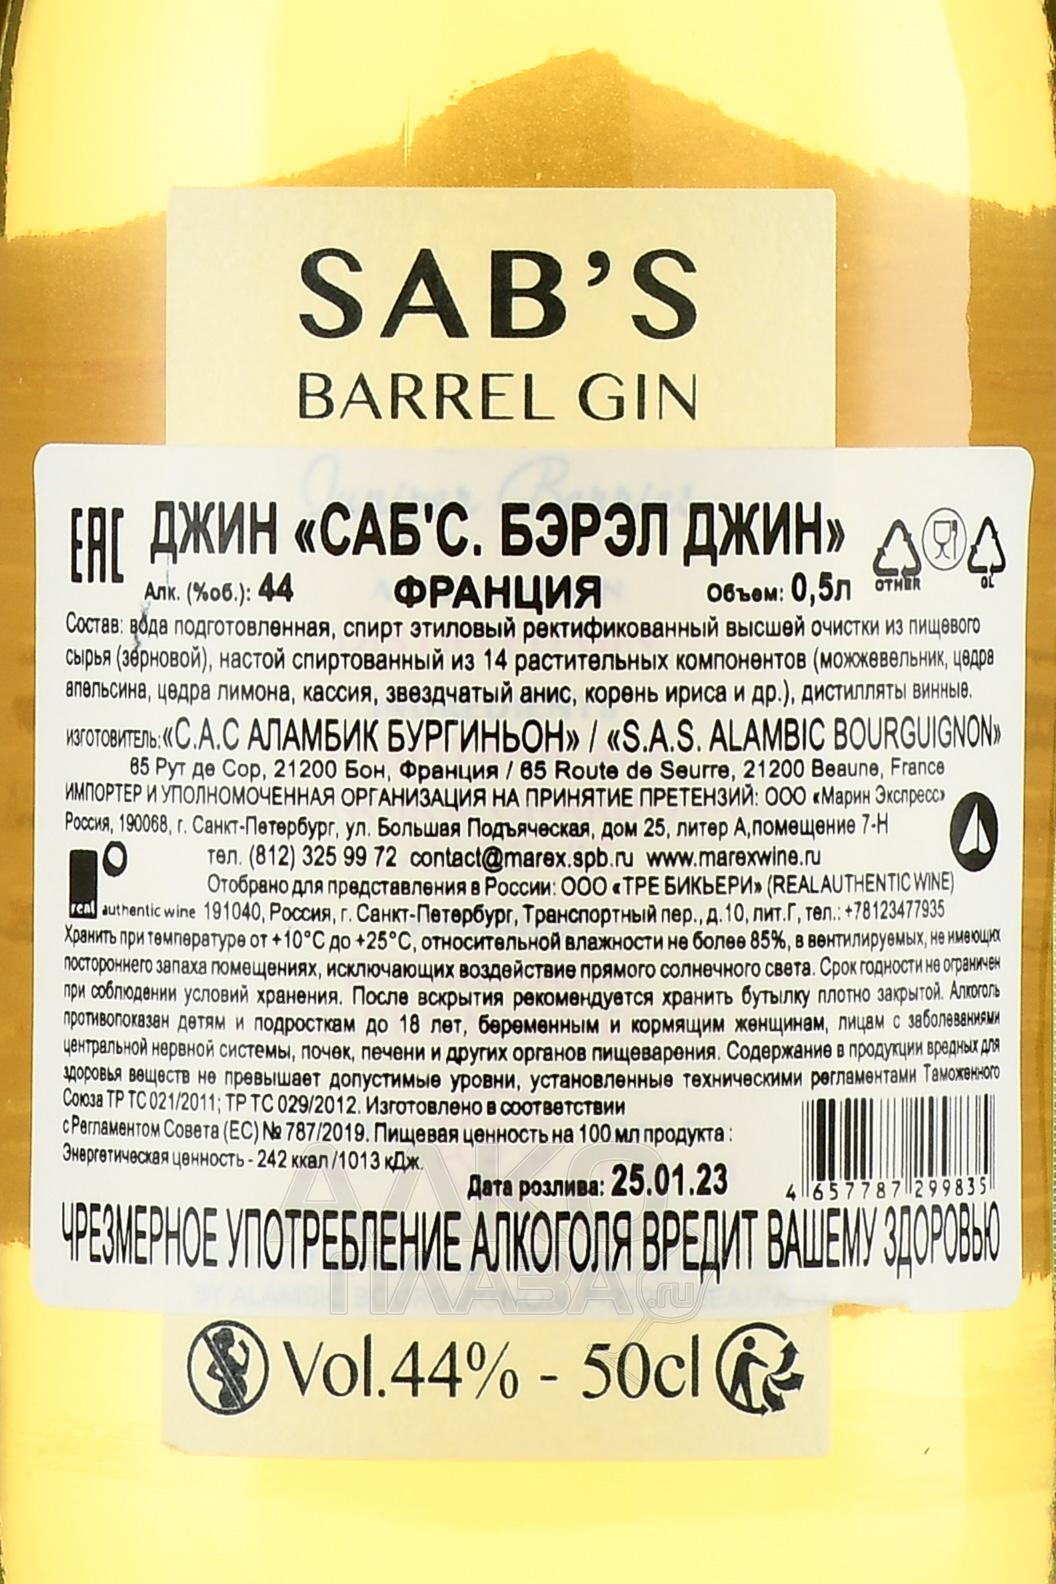 SAB'S
BARREL GIN
Juniper Berries
EAC ДЖИН «САБ'С. БЭРЭЛ ДЖИН»
Алк. (%об.): 44 ФРАНЦИЯ Объем: 0,5л OTHER GL
Состав: вода подготовленная, спирт этиловый ректификованный высшей очистки из пищевого
сырья (зерновой), настой спиртованный из 14 растительных компонентов (можжевельник, цедра
апельсина, цедра лимона, кассия, звездчатый анис, корень ириса и др.), дистилляты винные.
ИЗГОТОВИТЕЛЬ:«С.А.С АЛАМБИК БУРГИНЬОН» / «S.A.S. ALAMBIC BOURGUIGNON»
65 Рут де Сор, 21200 Бон, Франция / 65 Route de Seurre, 21200 Beaune, France
ИМПОРТЕР И УПОЛНОМОЧЕННАЯ ОРГАНИЗАЦИЯ НА ПРИНЯТИЕ ПРЕТЕНЗИЙ: ООО «Марин Экспресс»
Россия, 190068, г. Санкт-Петербург, ул. Большая Подъяческая, дом 25, литер А,помещение 7-Н
тел. (812) 325 99 72 contact@marex.spb.ru www.marexwine.ru
Отобрано для представления в России: ООО «ТРЕ БИКЬЕРИ» (REAL AUTHENTIC WINE)
real authentic wine 191040, Россия, г. Санкт-Петербург, Транспортный пер., д.10, лит.Г, тел.: +78123477935
Хранить при температуре от +10°С до +25°С, относительной влажности не более 85%, в вентилируемых, не имеющих
постороннего запаха помещениях, исключающих воздействие прямого солнечного света. Срок годности не ограничен
при соблюдении условий хранения. После вскрытия рекомендуется хранить бутылку плотно закрытой. Алкоголь
противопоказан детям и подросткам до 18 лет, беременным и кормящим женщинам, лицам с заболеваниями
центральной нервной системы, почек, печени и других органов пищеварения. Содержание в продукции вредных для
здоровья веществ не превышает допустимые уровни, установленные техническими регламентами Таможенного
Союза ТР ТС 021/2011; ТР ТС 029/2012. Изготовлено в соответствии
с Регламентом Совета (ЕС) № 787/2019. Пищевая ценность на 100 мл продукта :
Энергетическая ценность - 242 ккал /1013 кДж.
Дата розлива: 25.01.23
4 657787 299835
ЧРЕЗМЕРНОЕ УПОТРЕБЛЕНИЕ АЛКОГОЛЯ ВРЕДИТ ВАШЕМУ ЗДОРОВЬЮ
АЛКО
ПЛАЗА.ru
Vol.44% - 50cl